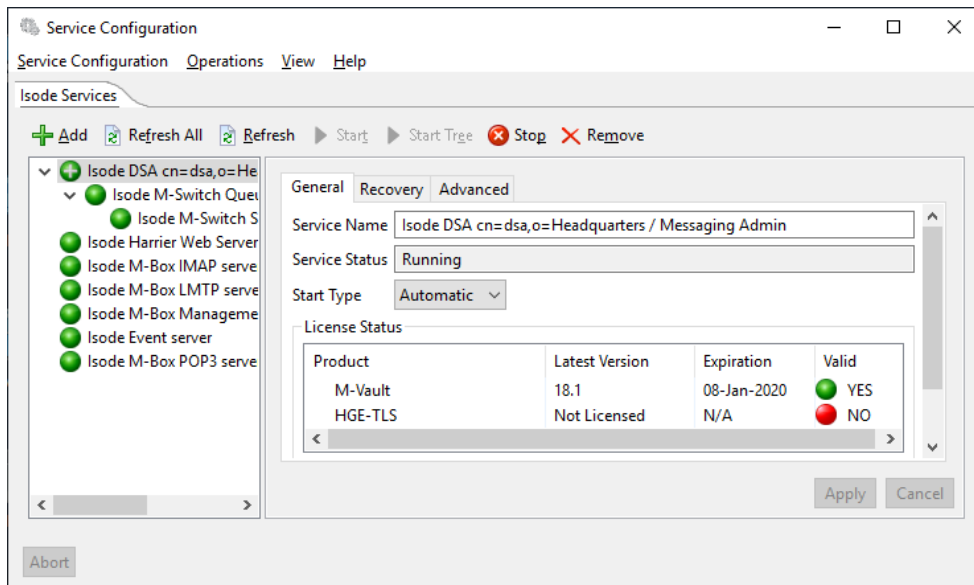 Service Configuration
Service Configuration Operations View Help
Isode Services
Add Refresh All Refresh Start Start Tree Stop Remove
Isode DSA cn=dsa,o=He
Isode M-Switch Queu
Isode M-Switch S
Isode Harrier Web Server
Isode M-Box IMAP serve
Isode M-Box LMTP serve
Isode M-Box Manageme
Isode Event server
Isode M-Box POP3 serve
General Recovery Advanced
Service Name Isode DSA cn=dsa,o=Headquarters / Messaging Admin
Service Status Running
Start Type Automatic
License Status
Product Latest Version Expiration Valid
M-Vault 18.1 08-Jan-2020 YES
HGE-TLS Not Licensed N/A NO
Apply Cancel
Abort